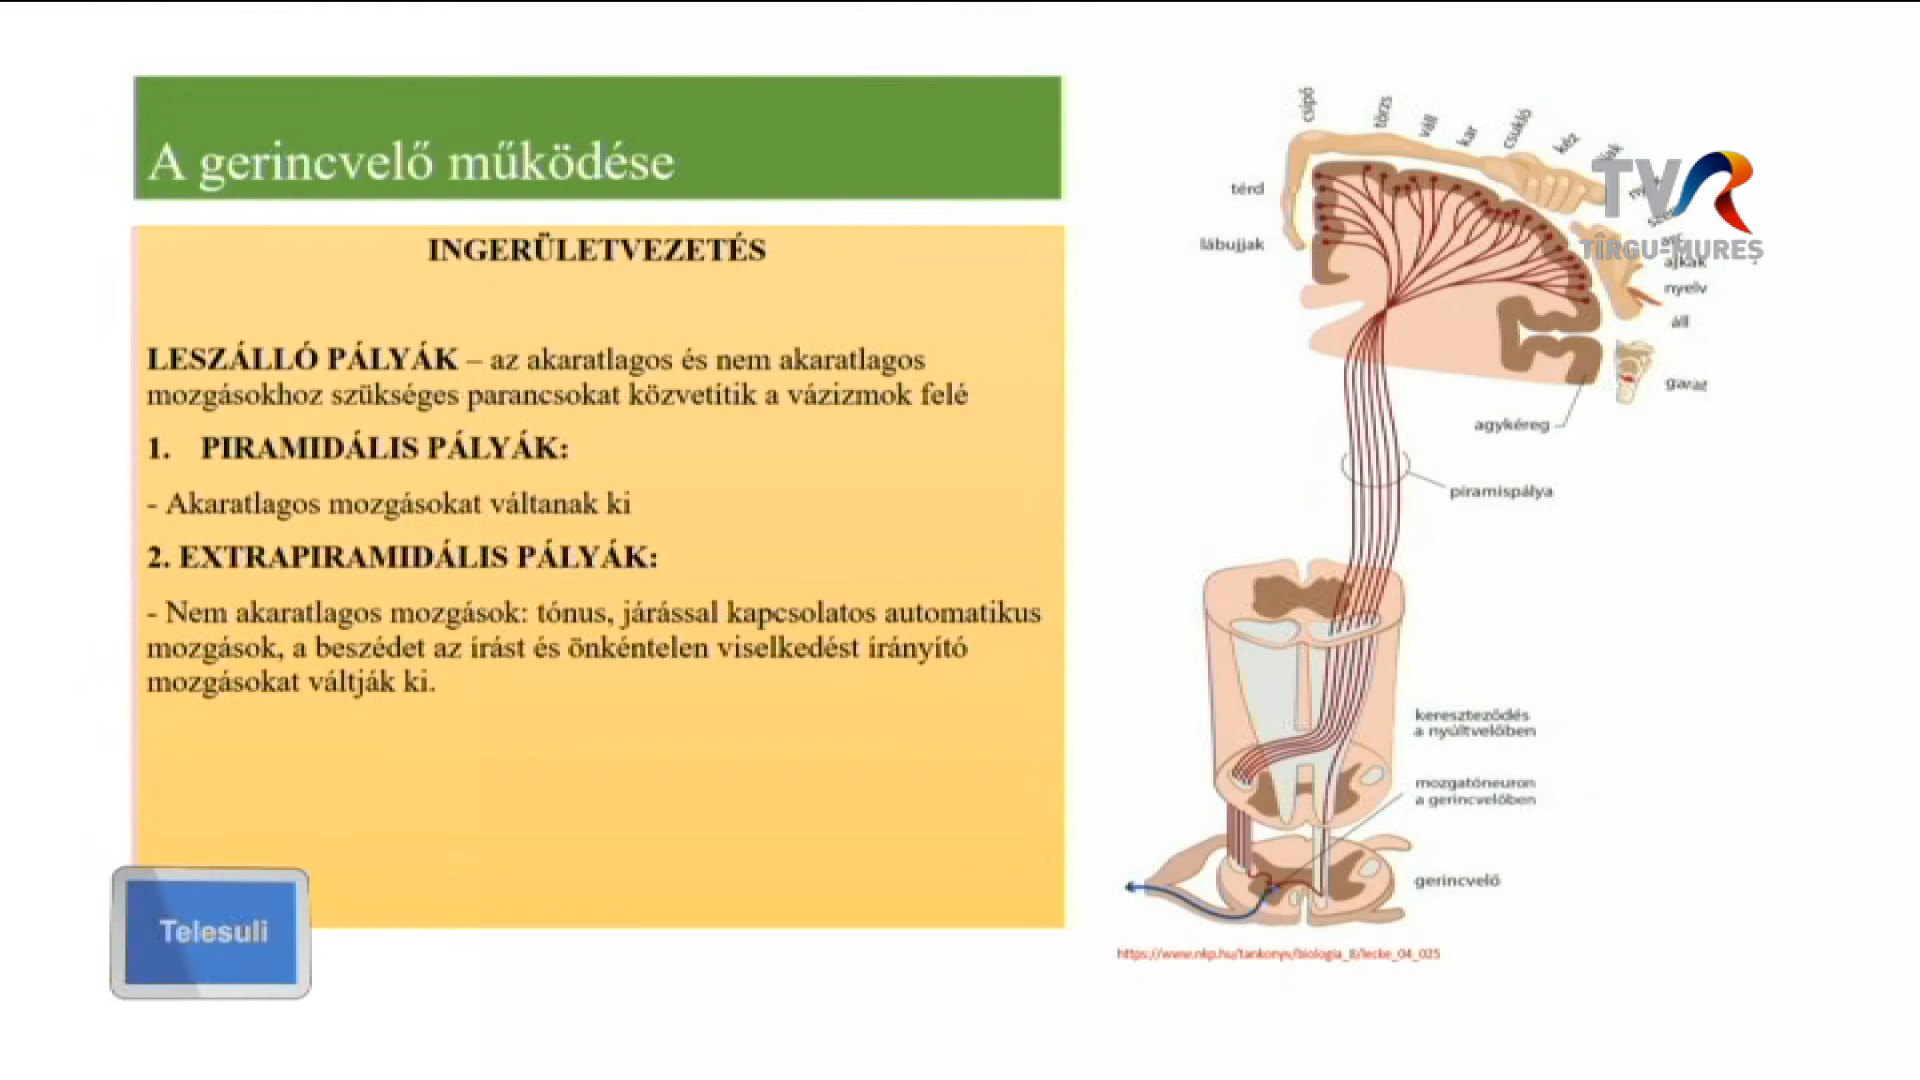 A gerincvelő működése
INGERÜLETVEZETÉS
LESZÁLLÓ PÁLYÁK – az akaratlagos és nem akaratlagos
mozgásokhoz szükséges parancsokat közvetítik a vázizmok felé
1. PIRAMIDÁLIS PÁLYÁK:
- Akaratlagos mozgásokat váltanak ki
2. EXTRAPIRAMIDÁLIS PÁLYÁK:
- Nem akaratlagos mozgások: tónus, járással kapcsolatos automatikus
mozgások, a beszédet az írást és önkéntelen viselkedést irányító
mozgásokat váltják ki.
Telesuli
csípő
törzs
váll
kar
csukló
kéz
térd
lábujjak
TVR
TÎRGU-MUREȘ
ajkak
nyelv
áll
garat
agykéreg
piramispálya
kereszteződés
a nyúltvelőben
mozgatóneuron
a gerincvelőben
gerincvelő
https://www.nkp.hu/tankonyv/biologia_8/lecke_04_025